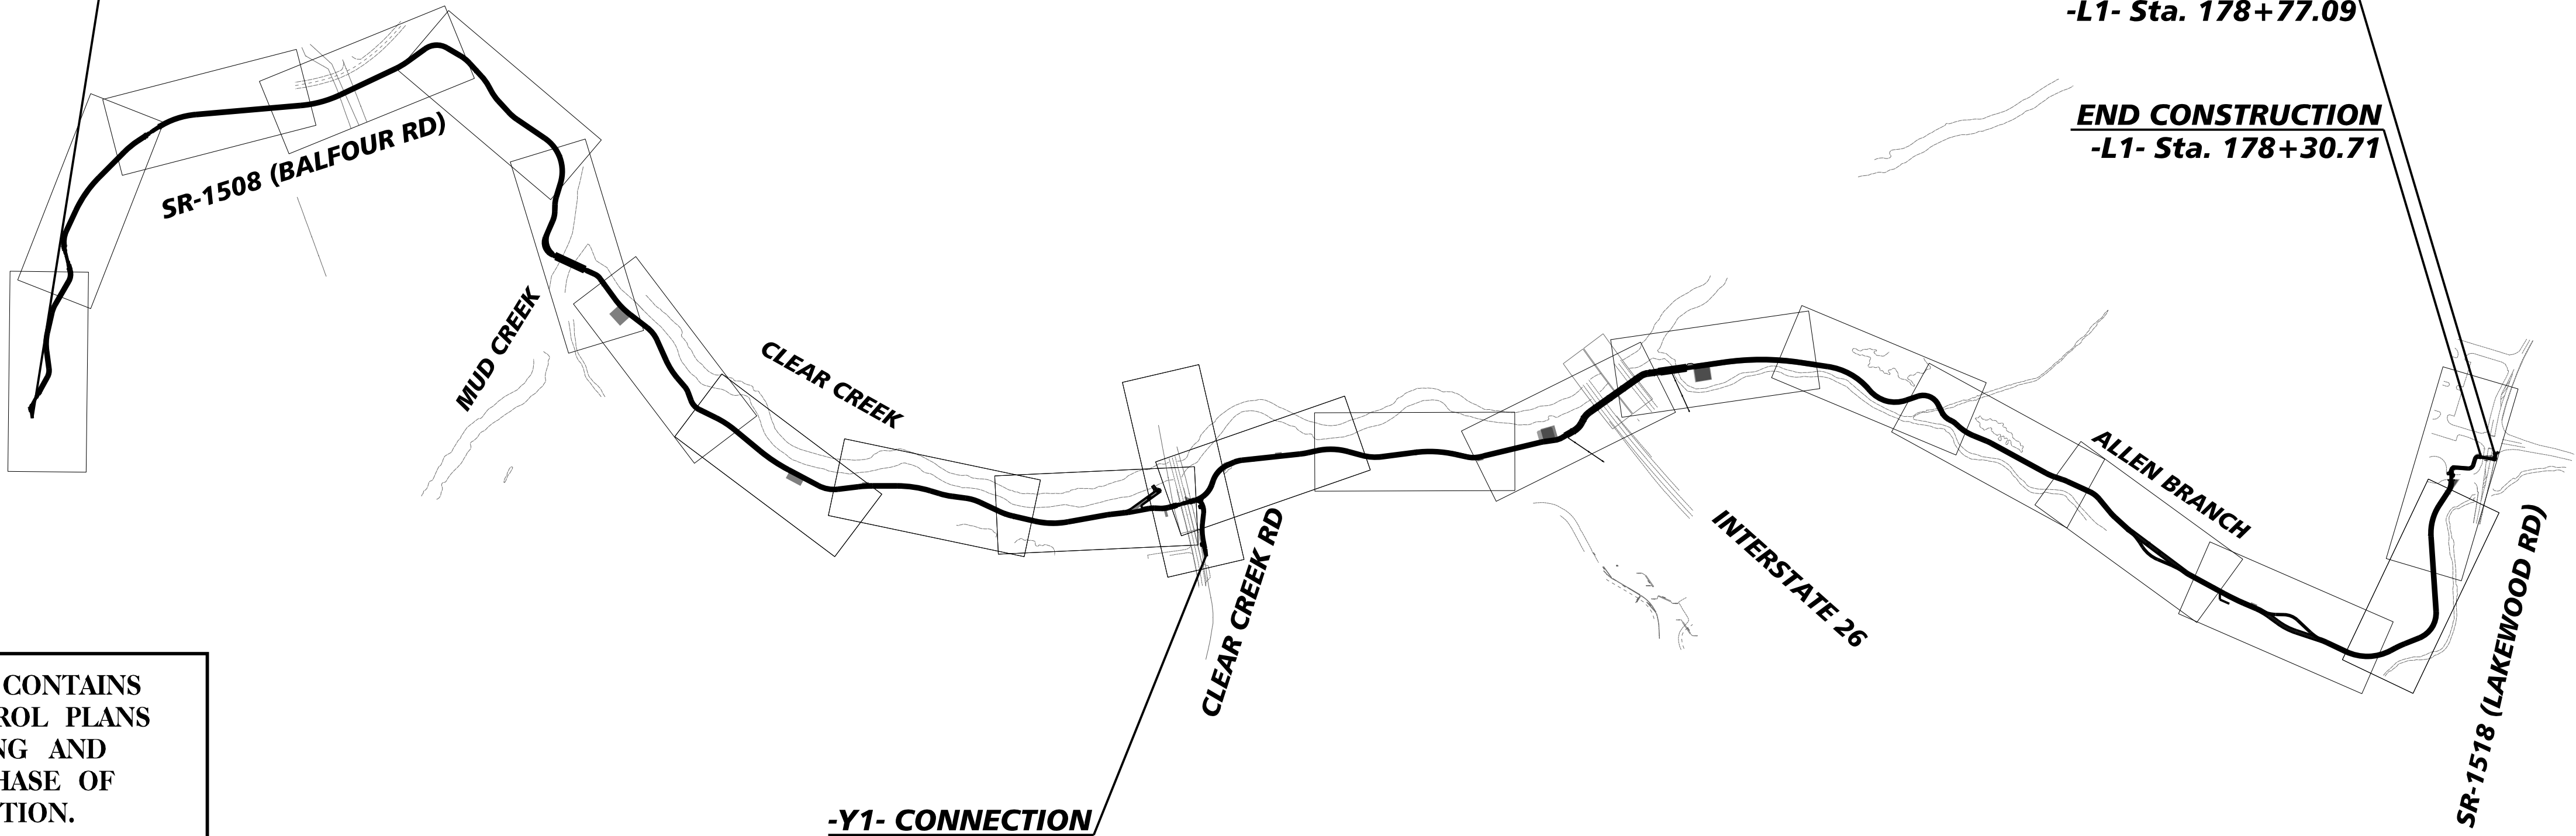 -L1- Sta. 178+77.09
END CONSTRUCTION
-L1- Sta. 178+30.71
SR-1508 (BALFOUR RD)
MUD CREEK
CLEAR CREEK
CLEAR CREEK RD
INTERSTATE 26
ALLEN BRANCH
SR-1518 (LAKEWOOD RD)
CONTAINS
ROL PLANS
NG AND
HASE OF
TION.
-Y1- CONNECTION